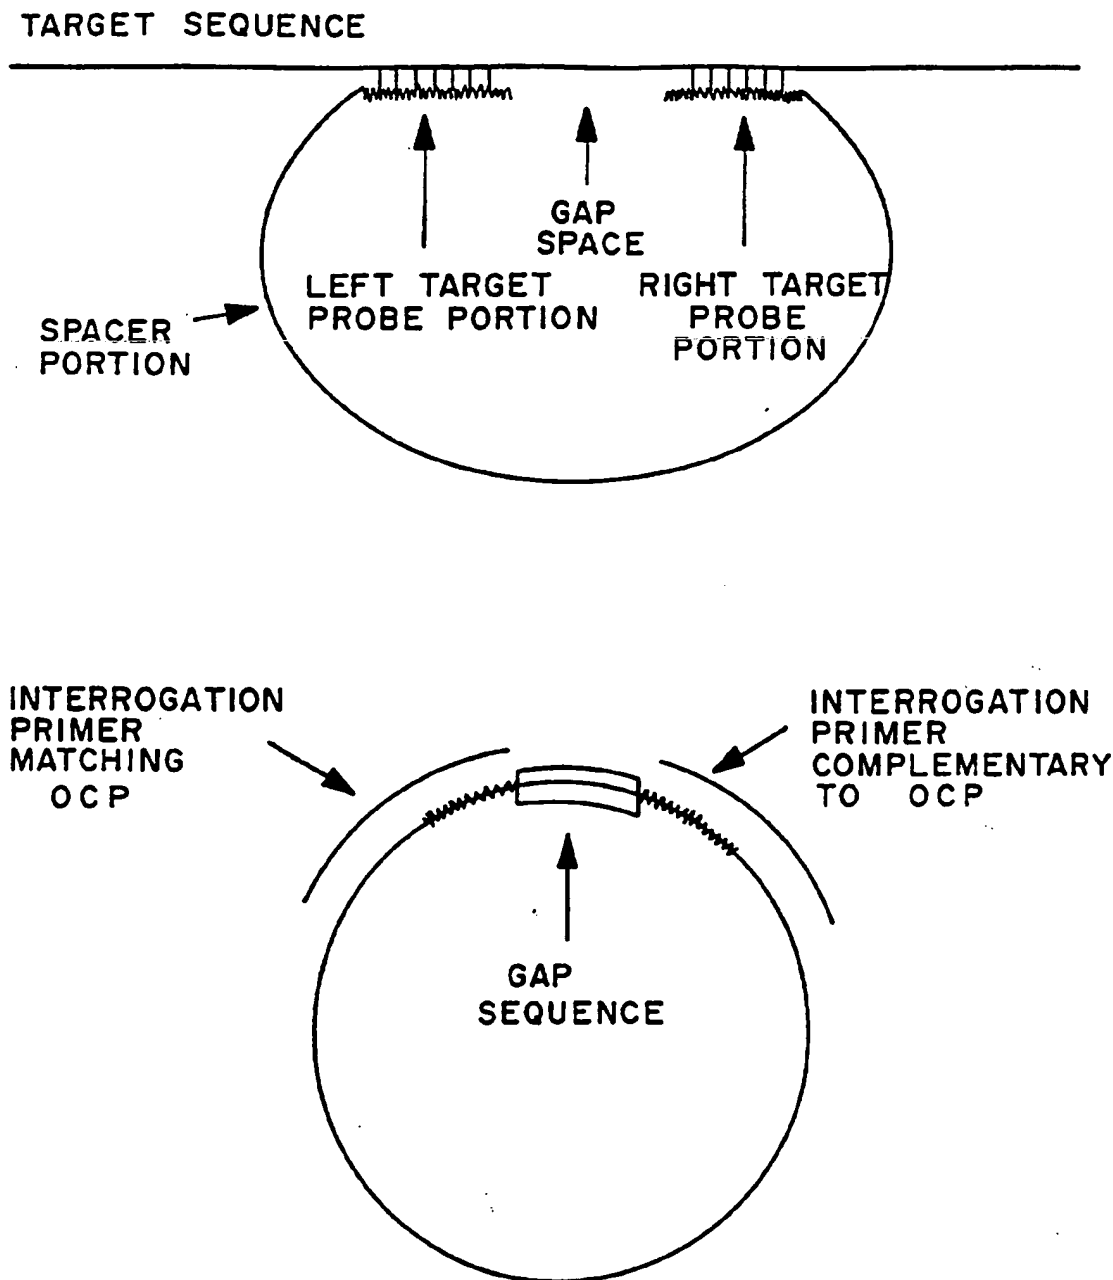 TARGET SEQUENCE
GAP
SPACE
LEFT TARGET
PROBE PORTION
RIGHT TARGET
PROBE
PORTION
SPACER
PORTION
INTERROGATION
PRIMER
MATCHING
OCP
INTERROGATION
PRIMER
COMPLEMENTARY
TO OCP
GAP
SEQUENCE